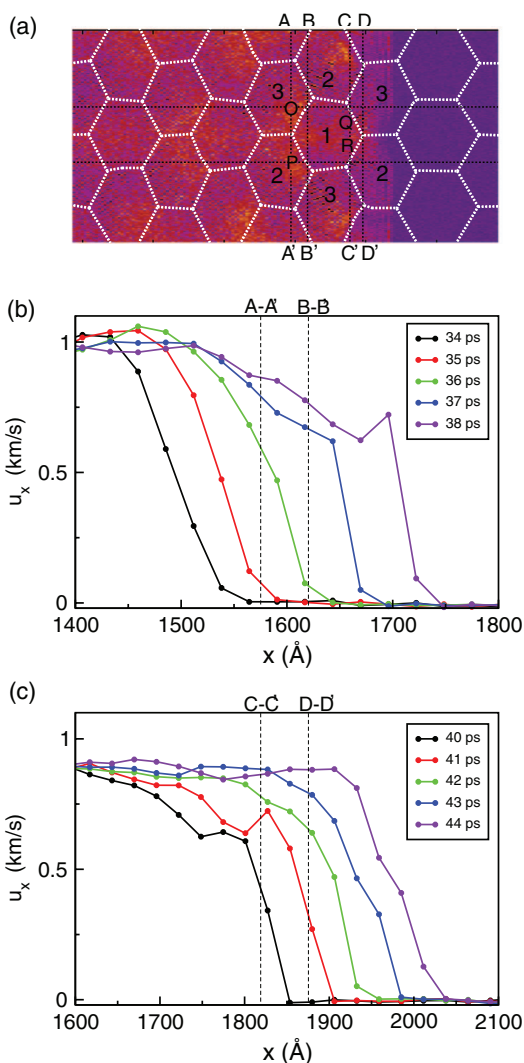 (a)
A B C D
3 2 3
O
Q
1
R
P
2 2
3
A' B' C' D'
(b)
A-A' B-B'
34 ps
35 ps
36 ps
37 ps
38 ps
1
0.5
0
u_x (km/s)
1400 1500 1600 1700 1800
x (Å)
(c)
C-C' D-D'
40 ps
41 ps
42 ps
43 ps
44 ps
1
0.5
0
u_x (km/s)
1600 1700 1800 1900 2000 2100
x (Å)